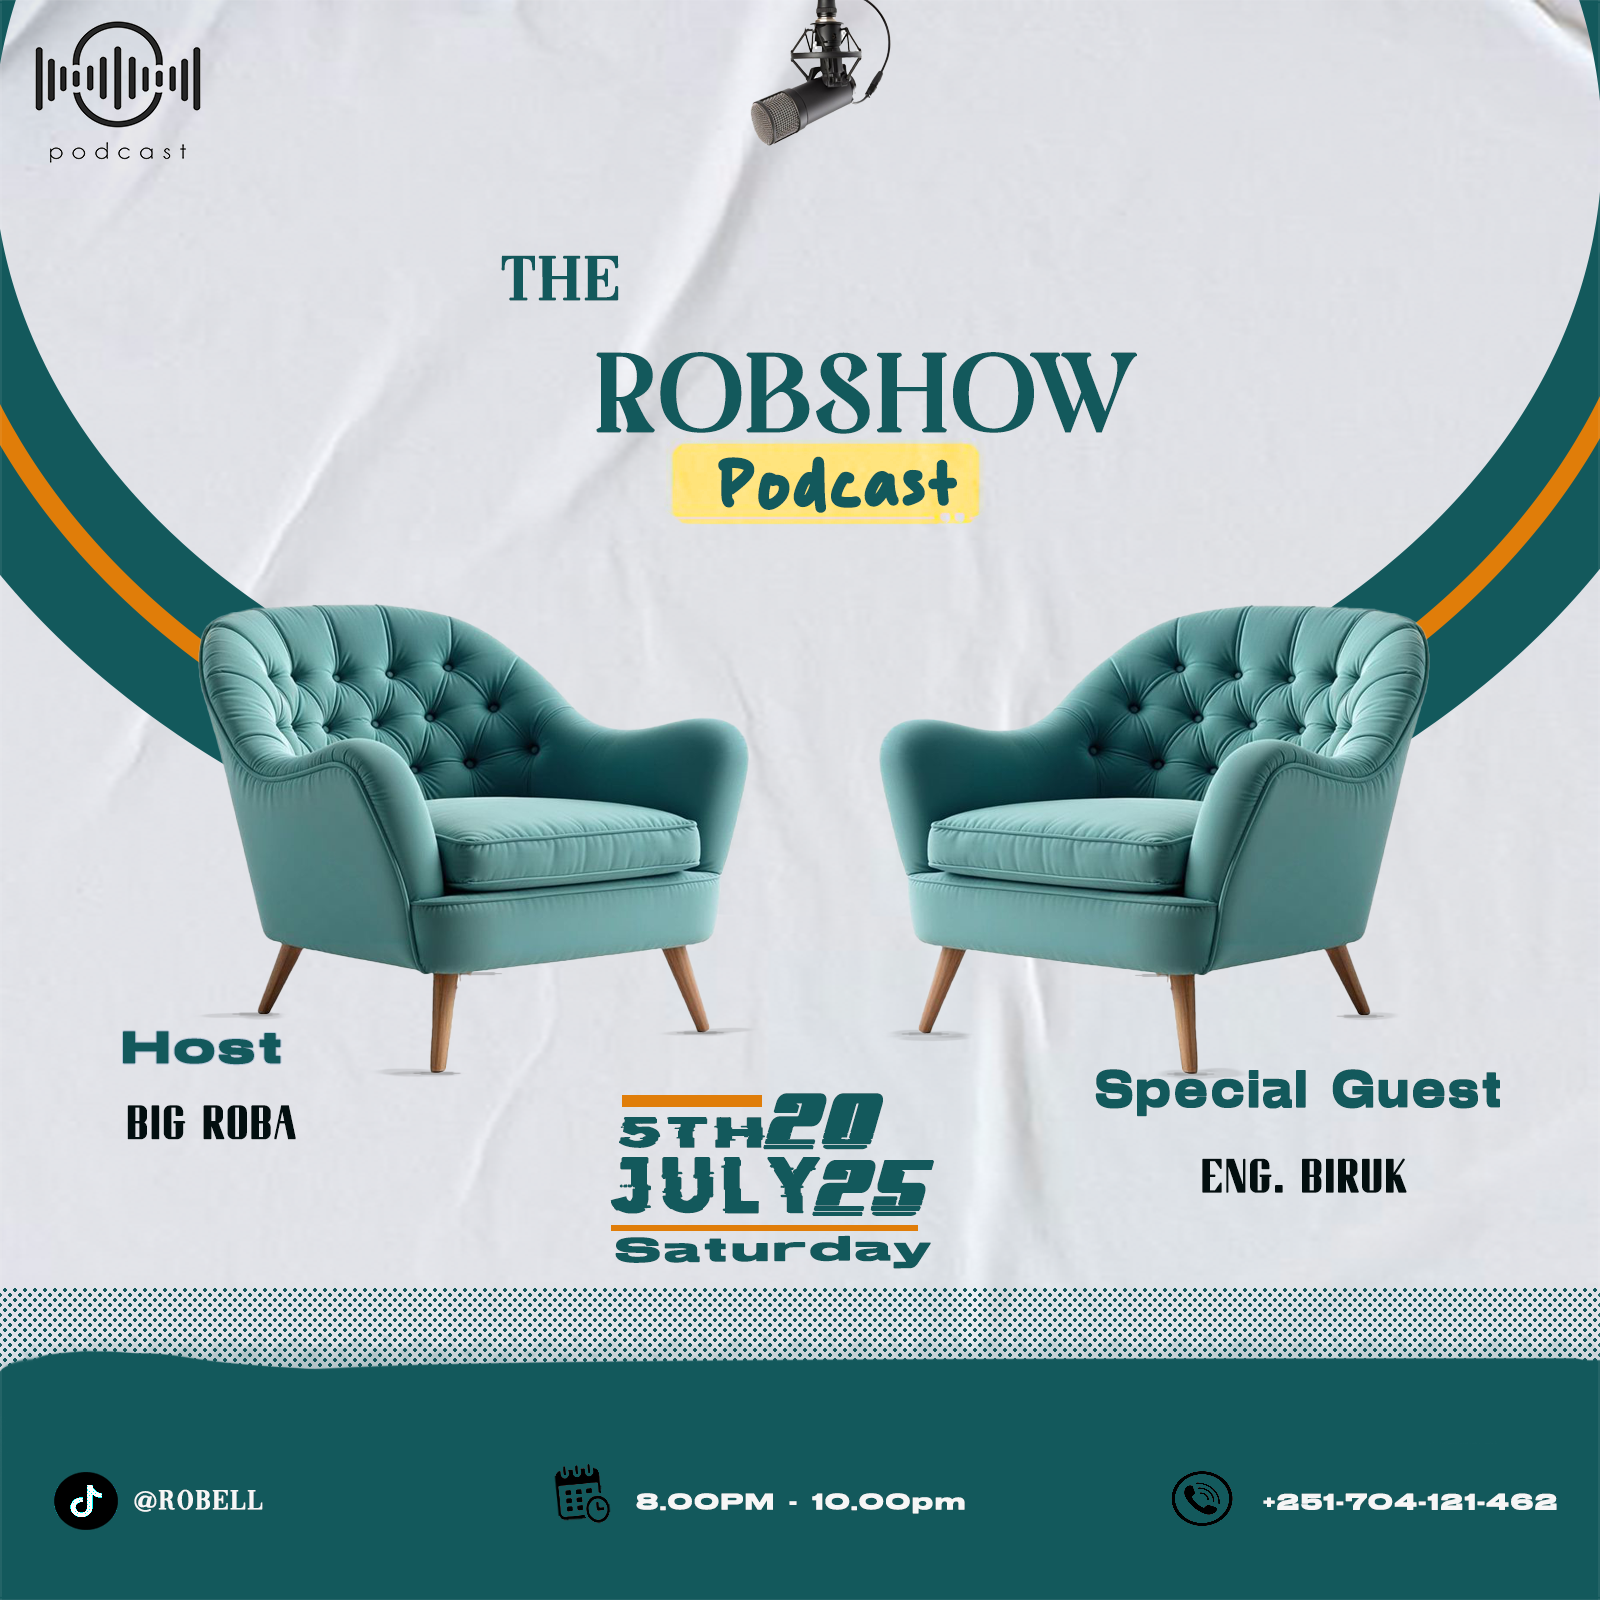 podcast
THE
ROBSHOW
Podcast
Host
BIG ROBA
Special Guest
ENG. BIRUK
5TH 20
JULY 25
Saturday
@ROBELL
8.00PM - 10.00pm
+251-704-121-462